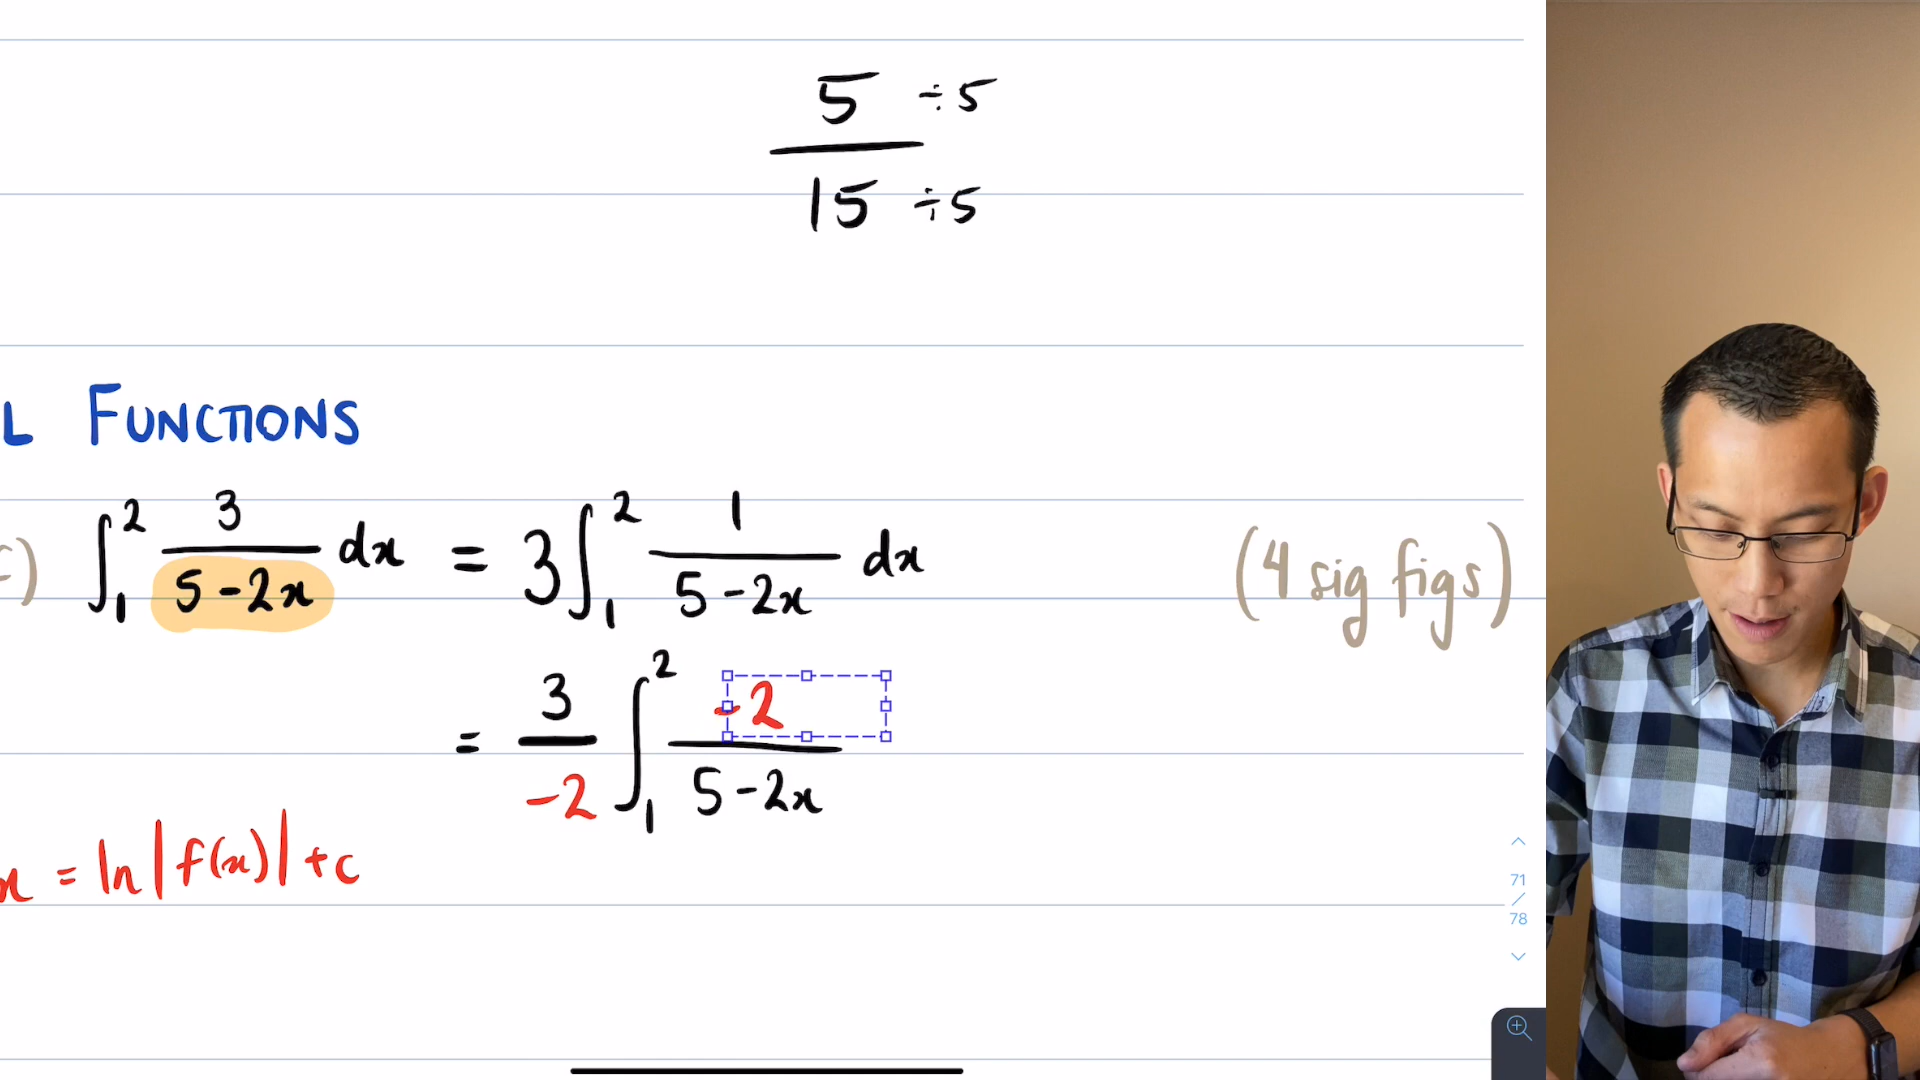 5 ÷5
15 ÷5
L FUNCTIONS
∫₁² 3/(5-2x) dx = 3∫₁² 1/(5-2x) dx
(4 sig figs)
= 3/-2 ∫₁² -2/(5-2x)
= ln|f(x)|+c
71
/
78